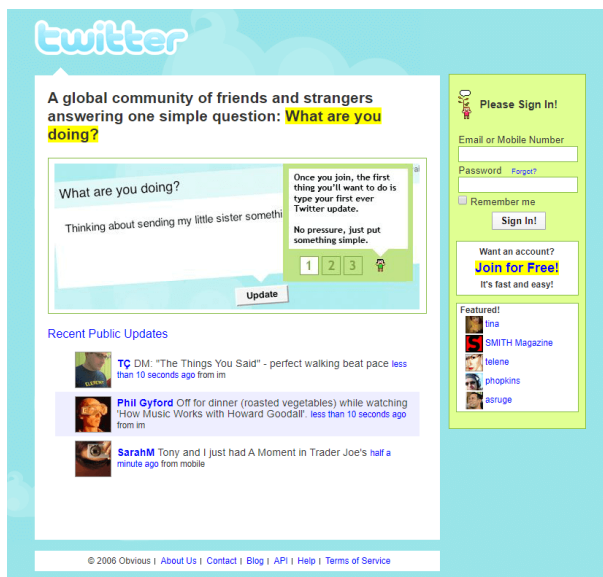 twitter
A global community of friends and strangers
answering one simple question: What are you
doing?
What are you doing?
Thinking about sending my little sister somethi
Once you join, the first
thing you'll want to do is
type your first ever
Twitter update.
No pressure, just put
something simple.
1 2 3
Update
Recent Public Updates
TÇ DM: "The Things You Said" - perfect walking beat pace less
than 10 seconds ago from im
Phil Gyford Off for dinner (roasted vegetables) while watching
'How Music Works with Howard Goodall'. less than 10 seconds ago
from im
SarahM Tony and I just had A Moment in Trader Joe's half a
minute ago from mobile
Please Sign In!
Email or Mobile Number
Password Forgot?
Remember me
Sign In!
Want an account?
Join for Free!
It's fast and easy!
Featured!
tina
SMITH Magazine
telene
phopkins
asruge
© 2006 Obvious | About Us | Contact | Blog | API | Help | Terms of Service